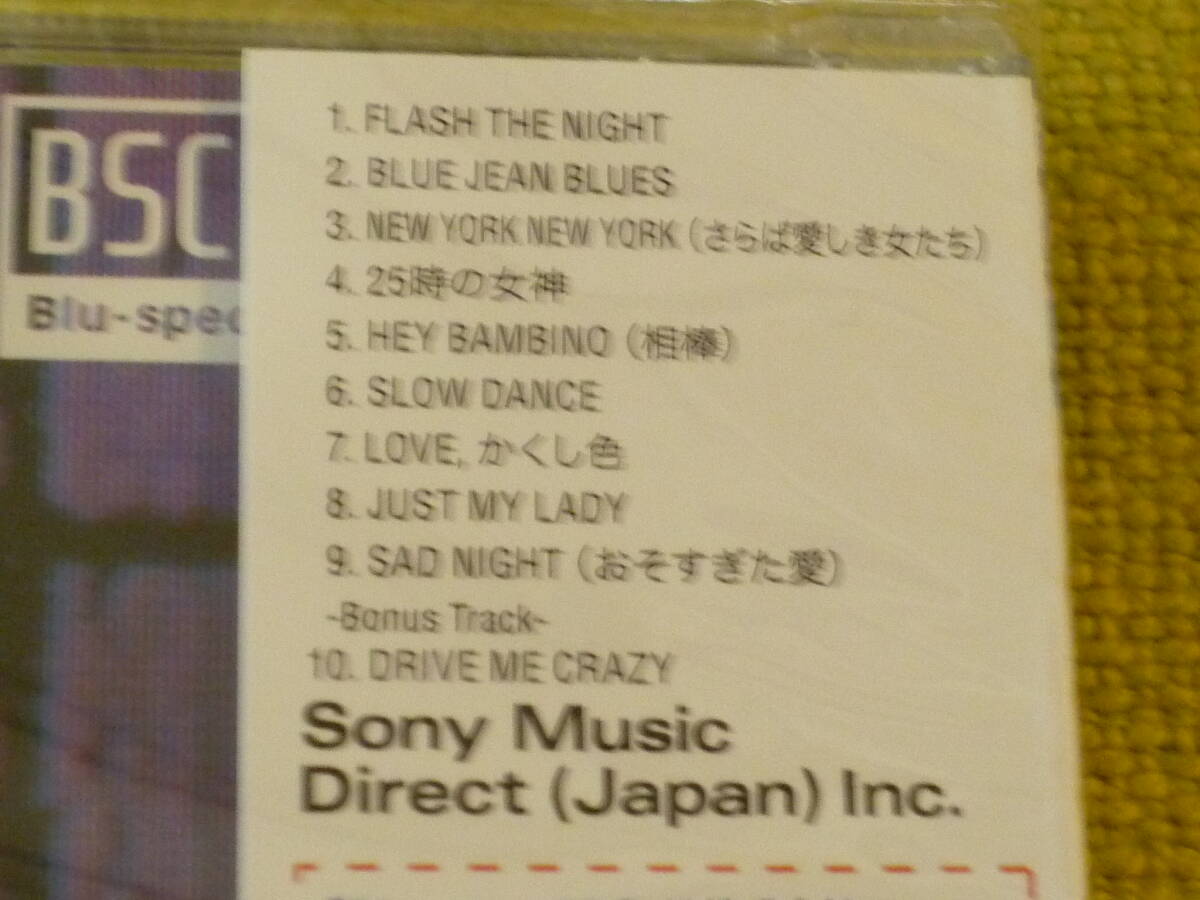 BSC
Blu-spec
1. FLASH THE NIGHT
2. BLUE JEAN BLUES
3. NEW YORK NEW YORK（さらば愛しき女たち）
4. 25時の女神
5. HEY BAMBINO（相棒）
6. SLOW DANCE
7. LOVE, かくし色
8. JUST MY LADY
9. SAD NIGHT（おそすぎた愛）
-Bonus Track-
10. DRIVE ME CRAZY
Sony Music
Direct (Japan) Inc.